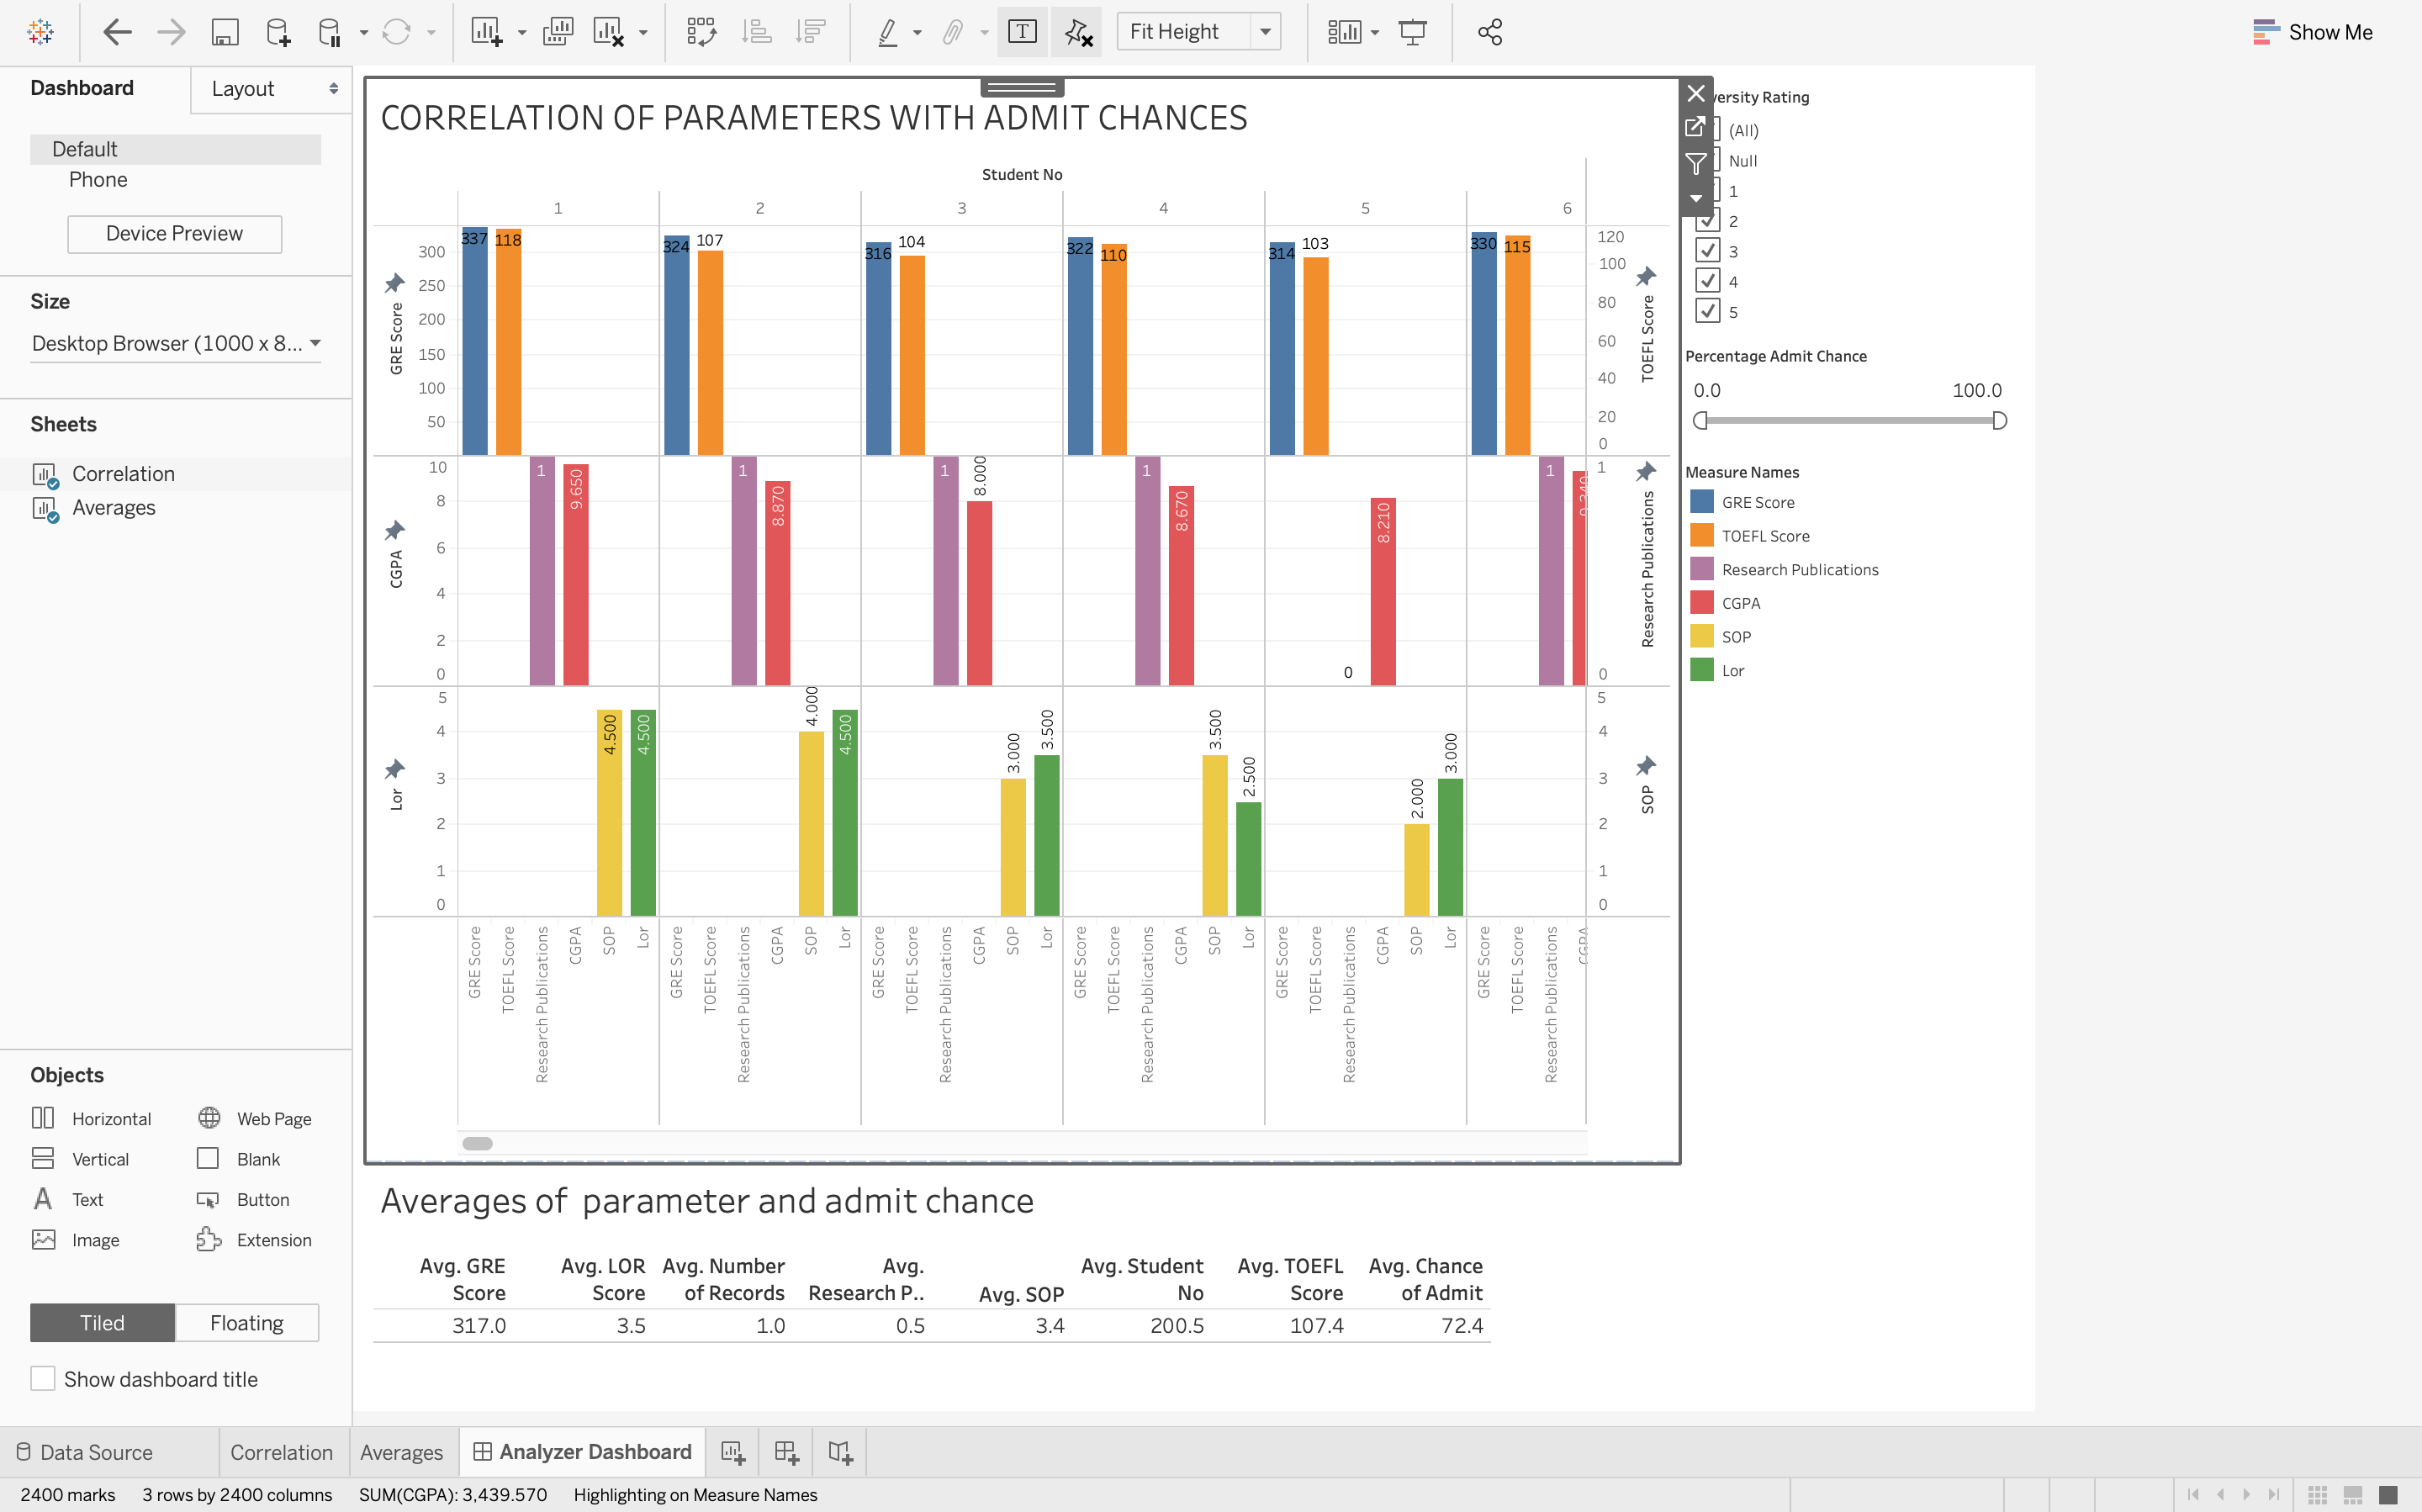 Fit Height
Show Me
Dashboard
Layout
Default
Phone
Device Preview
Size
Desktop Browser (1000 x 8...
Sheets
Correlation
Averages
Objects
Horizontal
Web Page
Vertical
Blank
Text
Button
Image
Extension
Tiled
Floating
Show dashboard title
CORRELATION OF PARAMETERS WITH ADMIT CHANCES
Student No
1 2 3 4 5 6
GRE Score
300
250
200
150
100
50
337 118 324 107 316 104 322 110 314 103 330 115
120
100
80
60
40
20
0
TOEFL Score
CGPA
10
8
6
4
2
0
1 9.650 1 8.870 1 8.000 1 8.670 0 8.210 1
1
0
Research Publications
Lor
5
4
3
2
1
0
4.500 4.500 4.000 4.500 3.000 3.500 3.500 2.500 2.000 3.000
5
4
3
2
1
0
SOP
GRE Score TOEFL Score Research Publications CGPA SOP Lor
GRE Score TOEFL Score Research Publications CGPA SOP Lor
GRE Score TOEFL Score Research Publications CGPA SOP Lor
GRE Score TOEFL Score Research Publications CGPA SOP Lor
GRE Score TOEFL Score Research Publications CGPA SOP Lor
GRE Score TOEFL Score Research Publications CGPA
versity Rating
(All)
Null
1
2
3
4
5
Percentage Admit Chance
0.0 100.0
Measure Names
GRE Score
TOEFL Score
Research Publications
CGPA
SOP
Lor
Averages of parameter and admit chance
Avg. GRE Score
Avg. LOR Score
Avg. Number of Records
Avg. Research P..
Avg. SOP
Avg. Student No
Avg. TOEFL Score
Avg. Chance of Admit
317.0 3.5 1.0 0.5 3.4 200.5 107.4 72.4
Data Source
Correlation
Averages
Analyzer Dashboard
2400 marks
3 rows by 2400 columns
SUM(CGPA): 3,439.570
Highlighting on Measure Names